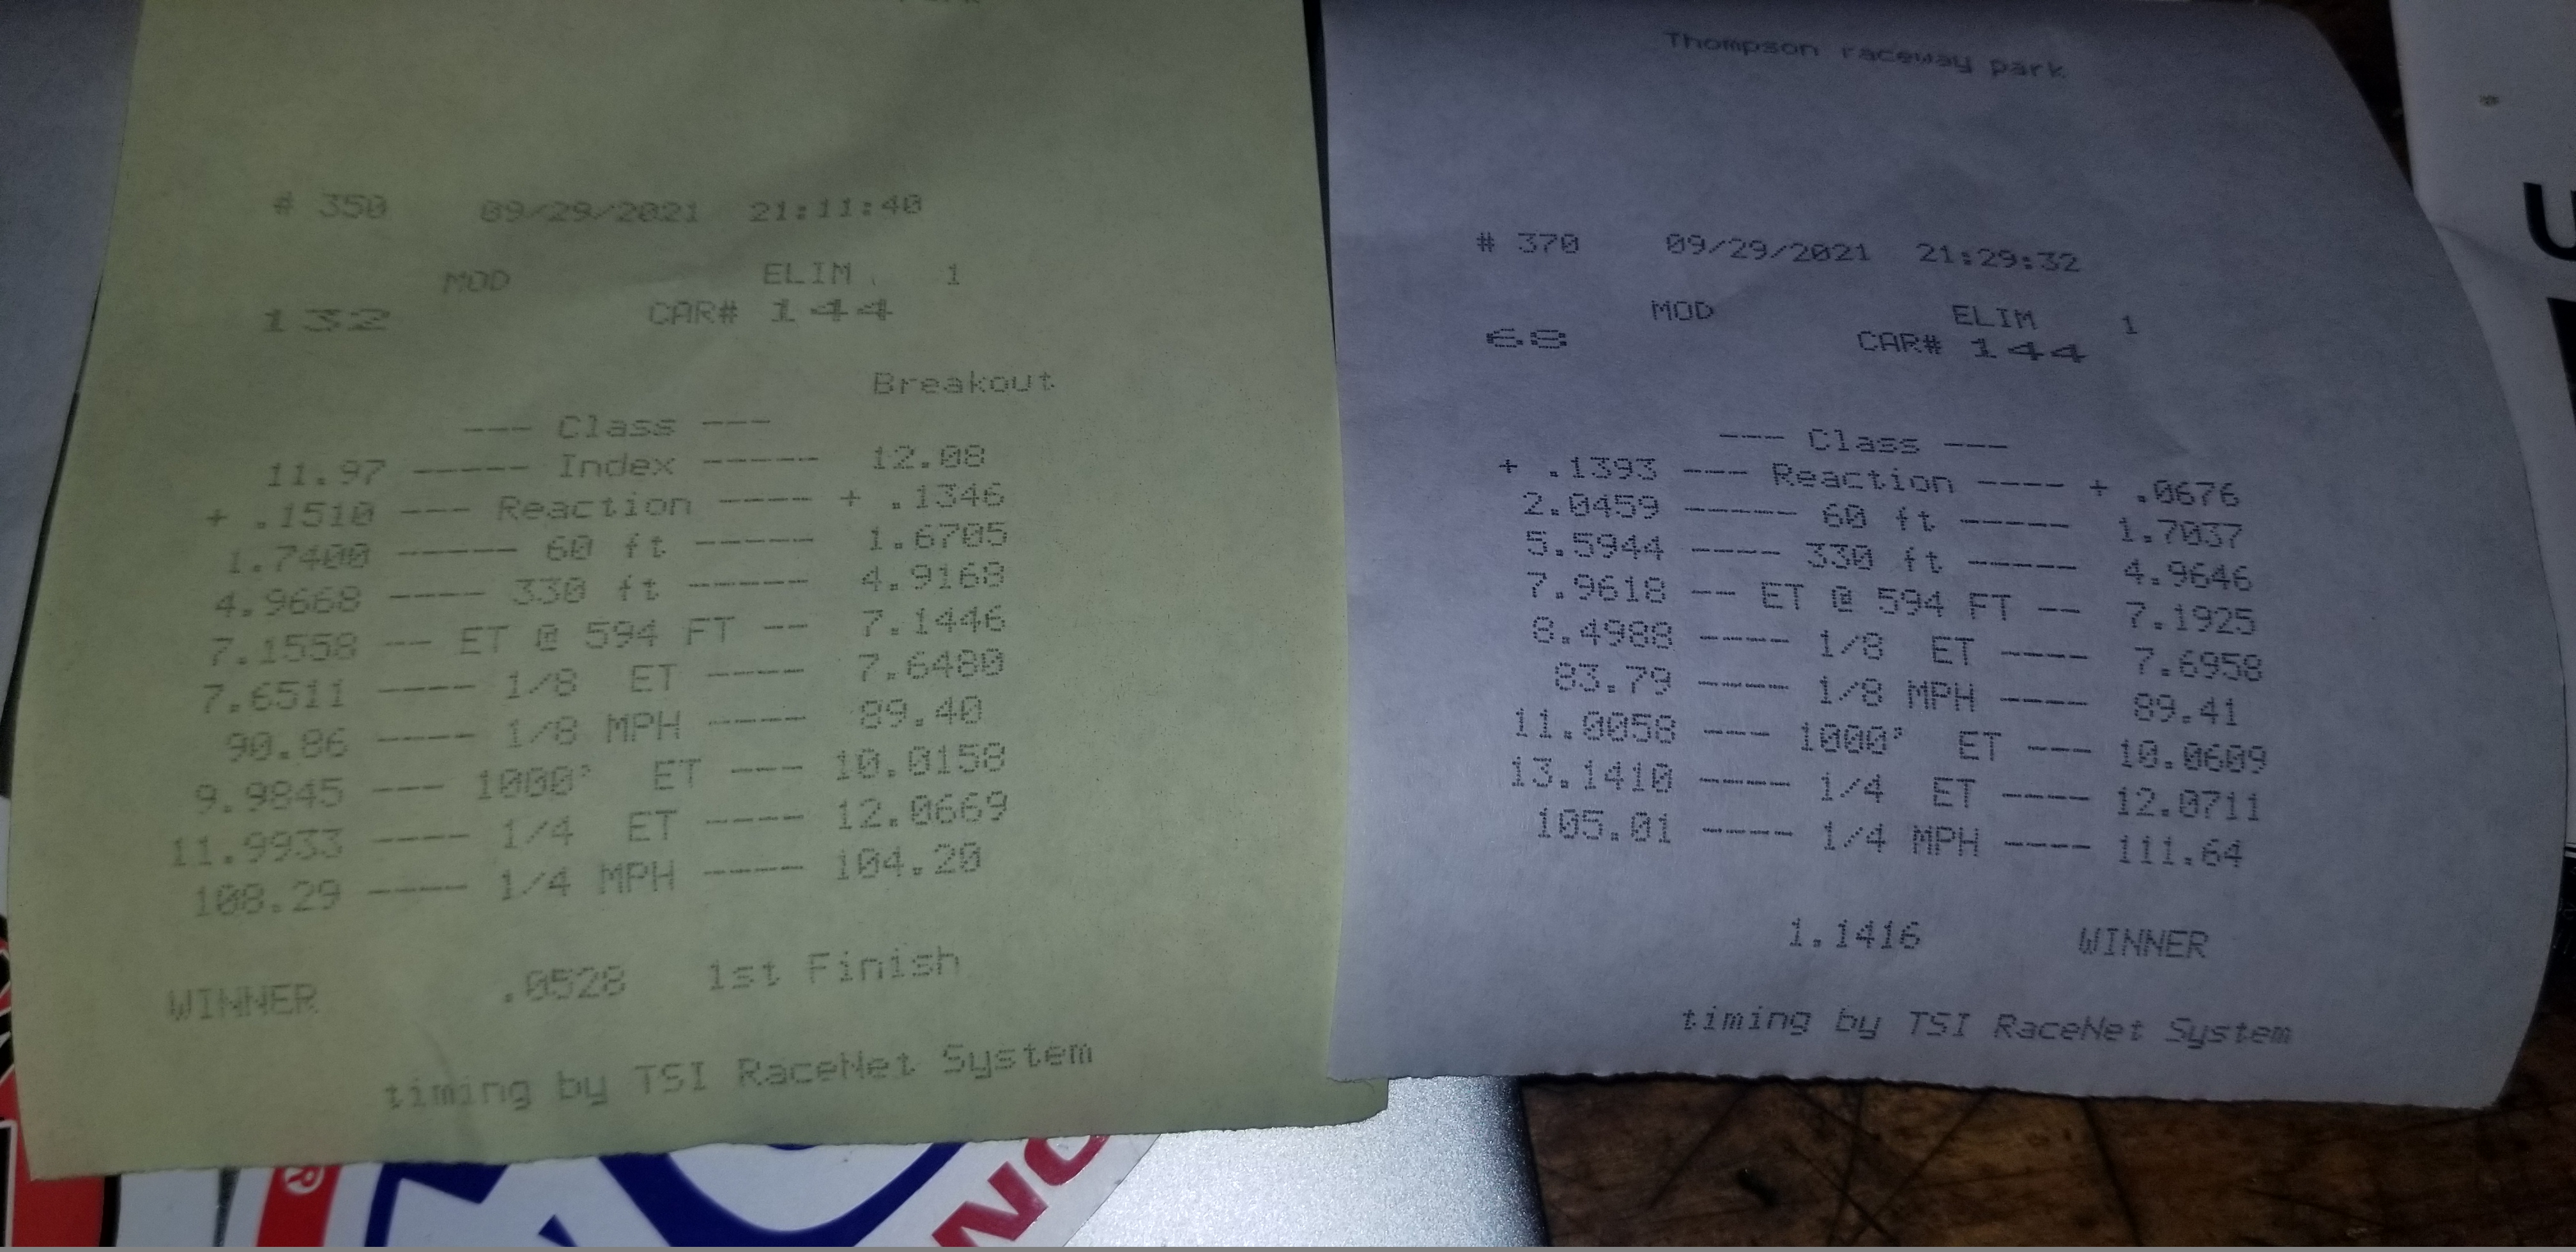 # 350 09/29/2021 21:11:40
MOD ELIM 1
132 CAR# 144
Breakout
--- Class ---
11.97 ----- Index ----- 12.08
+ .1510 --- Reaction ---- + .1346
1.7400 ----- 60 ft ----- 1.6705
4.9668 ---- 330 ft ----- 4.9168
7.1558 -- ET @ 594 FT -- 7.1446
7.6511 ---- 1/8 ET ---- 7.6480
90.86 ---- 1/8 MPH ---- 89.40
9.9845 --- 1000' ET --- 10.0158
11.9933 ---- 1/4 ET ---- 12.0669
108.29 ---- 1/4 MPH ---- 104.20
WINNER .0528 1st Finish
timing by TSI RaceNet System
Thompson raceway park
# 370 09/29/2021 21:29:32
MOD ELIM 1
68 CAR# 144
--- Class ---
+ .1393 --- Reaction ---- + .0676
2.0459 ----- 60 ft ----- 1.7037
5.5944 ---- 330 ft ----- 4.9646
7.9618 -- ET @ 594 FT -- 7.1925
8.4988 ---- 1/8 ET ---- 7.6958
83.79 ---- 1/8 MPH ---- 89.41
11.0058 --- 1000' ET --- 10.0609
13.1410 ---- 1/4 ET ---- 12.0711
105.01 ---- 1/4 MPH ---- 111.64
1.1416 WINNER
timing by TSI RaceNet System